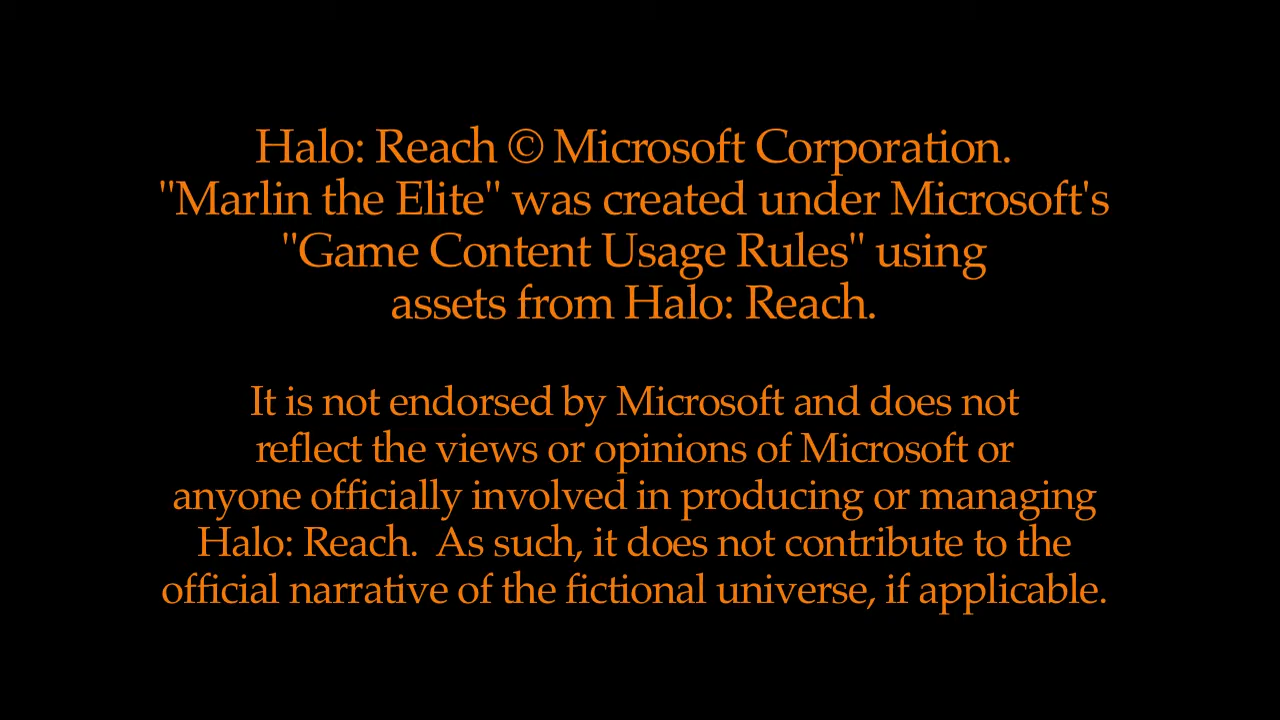 Halo: Reach © Microsoft Corporation.
"Marlin the Elite" was created under Microsoft's
"Game Content Usage Rules" using
assets from Halo: Reach.
It is not endorsed by Microsoft and does not
reflect the views or opinions of Microsoft or
anyone officially involved in producing or managing
Halo: Reach.  As such, it does not contribute to the
official narrative of the fictional universe, if applicable.